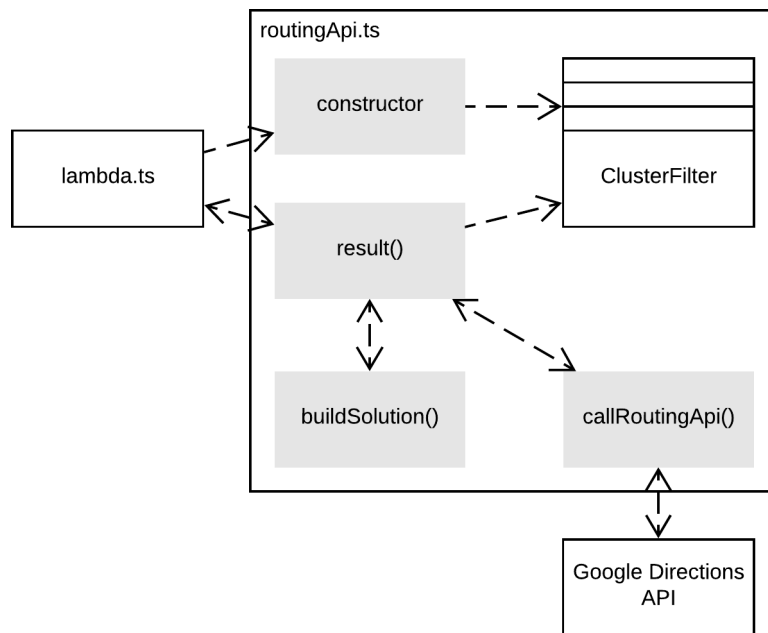 routingApi.ts
constructor
lambda.ts
ClusterFilter
result()
buildSolution()
callRoutingApi()
Google Directions
API